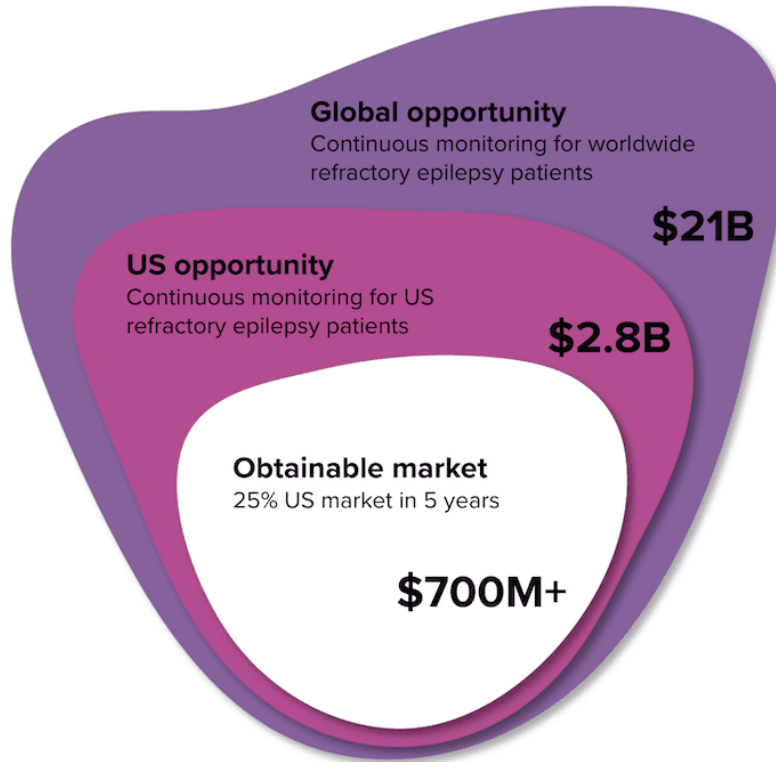 Global opportunity
Continuous monitoring for worldwide
refractory epilepsy patients
$21B
US opportunity
Continuous monitoring for US
refractory epilepsy patients
$2.8B
Obtainable market
25% US market in 5 years
$700M+